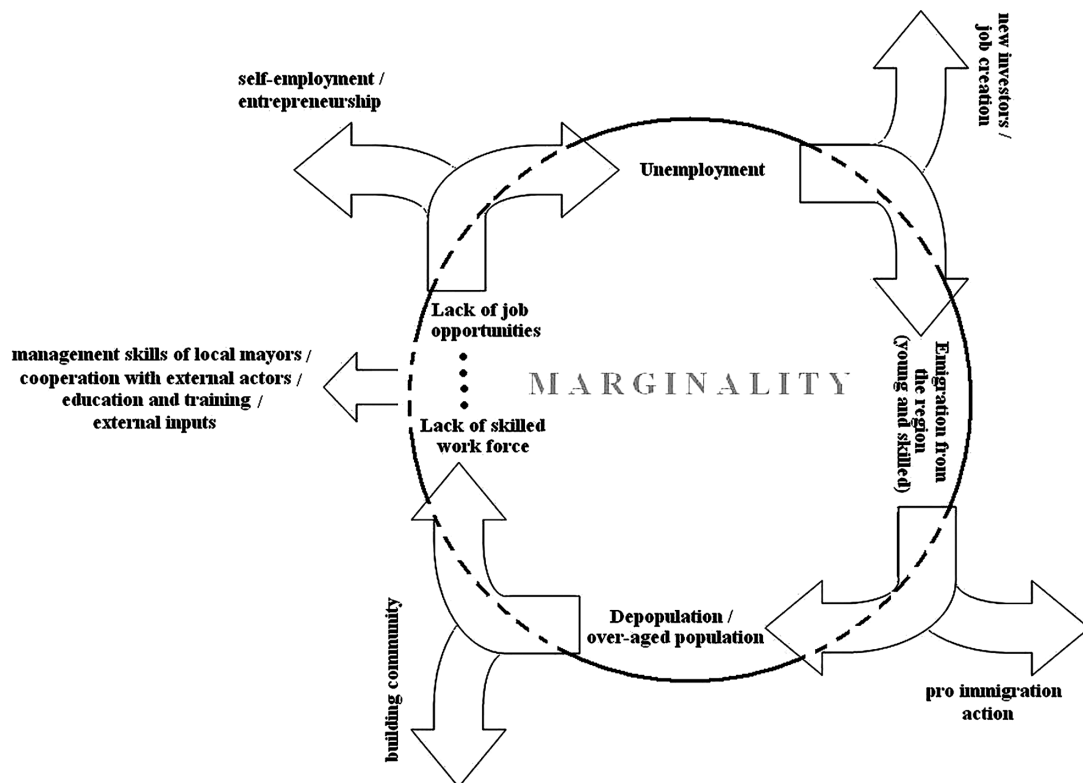 self-employment /
entrepreneurship
new investors /
job creation
Unemployment
Lack of job
opportunities
management skills of local mayors /
cooperation with external actors /
education and training /
external inputs
MARGINALITY
Emigration from
the region
(young and skilled)
Lack of skilled
work force
Depopulation /
over-aged population
building community
pro immigration
action